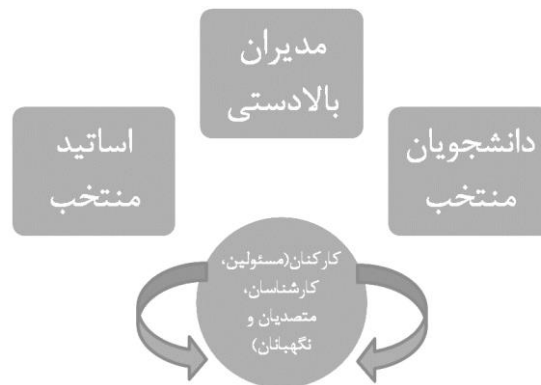 مدیران
بالادستی
دانشجویان
منتخب
اساتید
منتخب
کارکنان(مسئولین،
کارشناسان،
متصدیان و
نگهبانان)